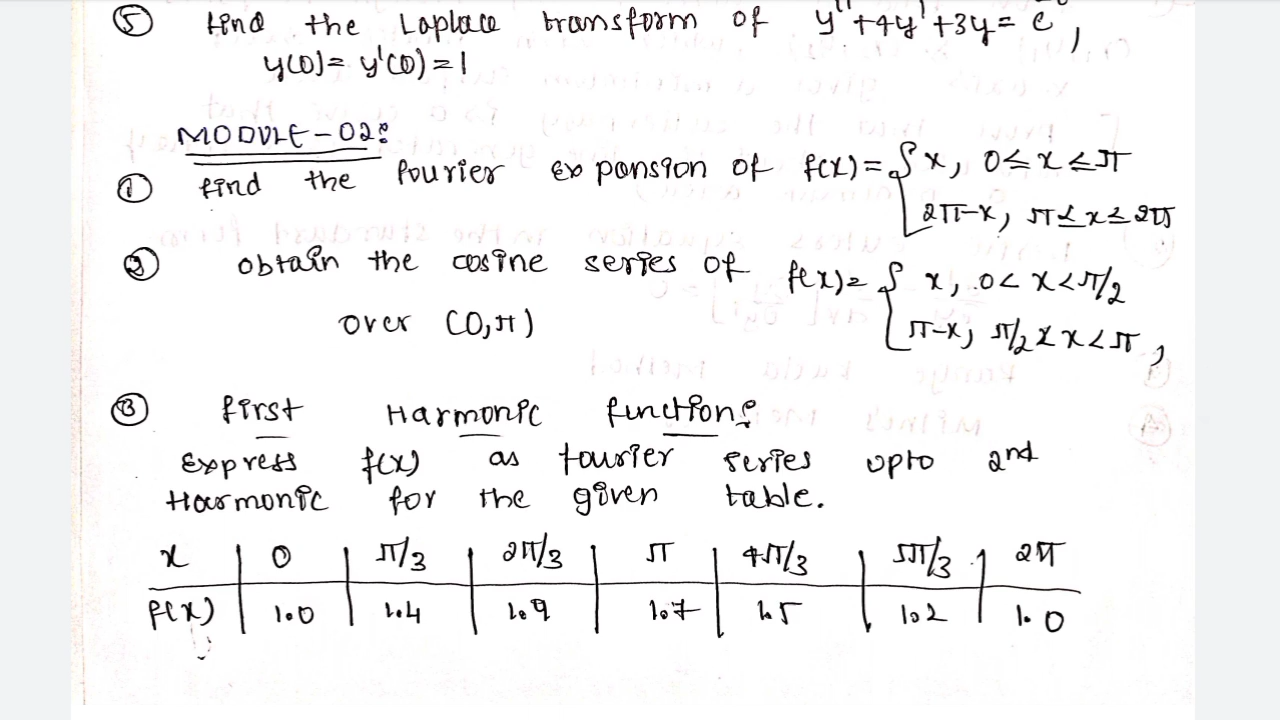 ⑤ Find the Laplace transform of y'' + 4y' + 3y = e
y(0) = y'(0) = 1
MODULE-02:
① find the Fourier expansion of f(x) = { x, 0 ≤ x ≤ π
2π-x, π ≤ x ≤ 2π
② obtain the cosine series of f(x) = { x, 0 < x < π/2
over (0, π) π-x, π/2 < x < π,
③ first Harmonic function:
Express f(x) as fourier series upto 2nd
Harmonic for the given table.
x | 0 | π/3 | 2π/3 | π | 4π/3 | 5π/3 | 2π
f(x) | 1.0 | 1.4 | 1.9 | 1.7 | 1.5 | 1.2 | 1.0